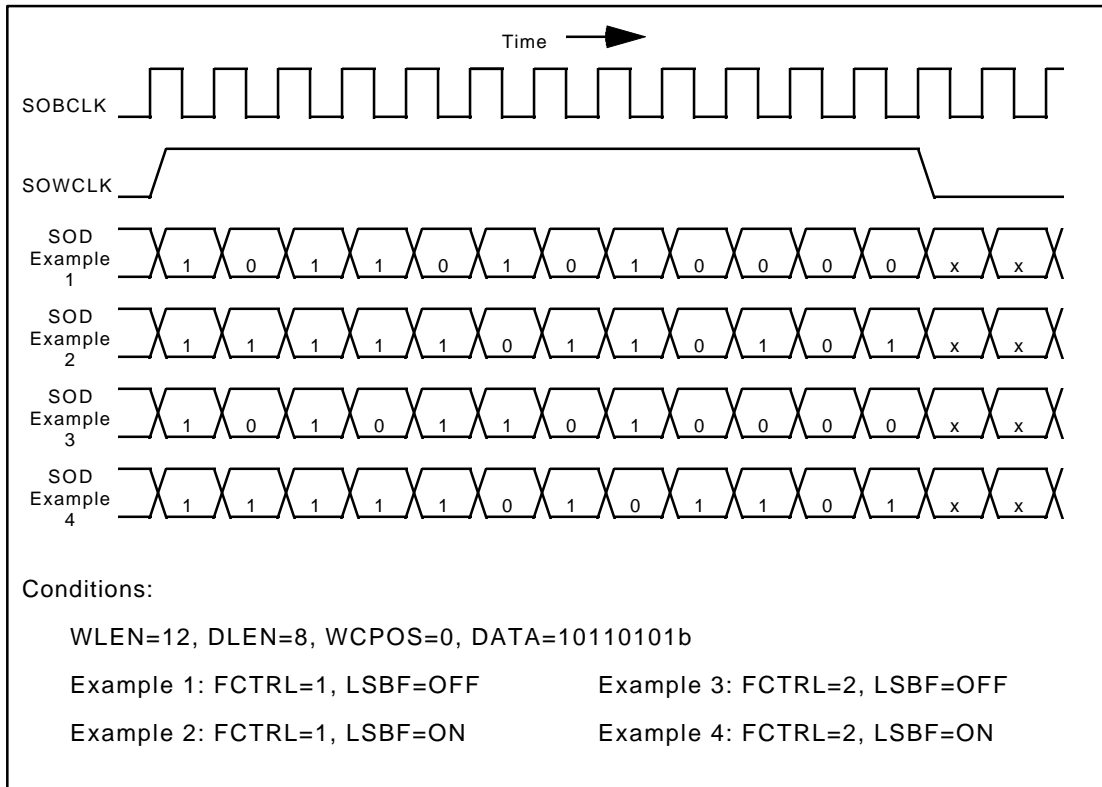 Time
SOBCLK
SOWCLK
SOD
Example
1
1 0 1 1 0 1 0 1 0 0 0 0 x x
SOD
Example
2
1 1 1 1 1 0 1 1 0 1 0 1 x x
SOD
Example
3
1 0 1 0 1 1 0 1 0 0 0 0 x x
SOD
Example
4
1 1 1 1 1 0 1 0 1 1 0 1 x x
Conditions:
WLEN=12, DLEN=8, WCPOS=0, DATA=10110101b
Example 1: FCTRL=1, LSBF=OFF Example 3: FCTRL=2, LSBF=OFF
Example 2: FCTRL=1, LSBF=ON Example 4: FCTRL=2, LSBF=ON